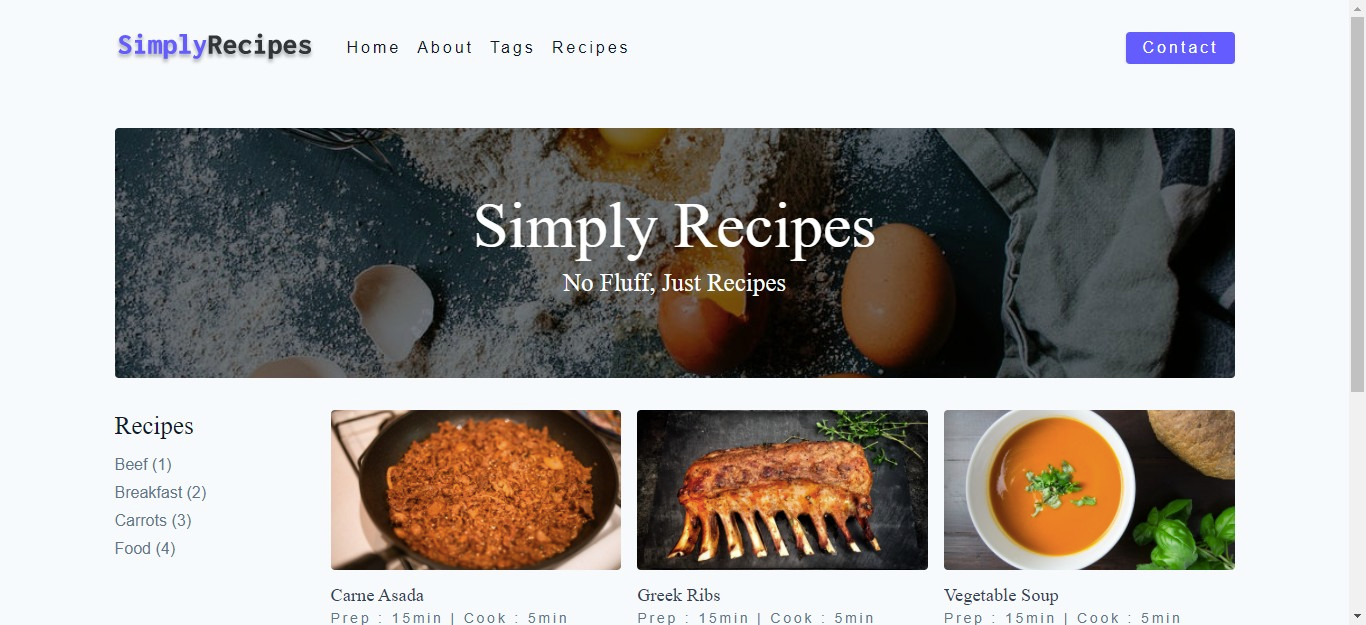 SimplyRecipes
Home About Tags Recipes
Contact
Simply Recipes
No Fluff, Just Recipes
Recipes
Beef (1)
Breakfast (2)
Carrots (3)
Food (4)
Carne Asada
Prep : 15min | Cook : 5min
Greek Ribs
Prep : 15min | Cook : 5min
Vegetable Soup
Prep : 15min | Cook : 5min